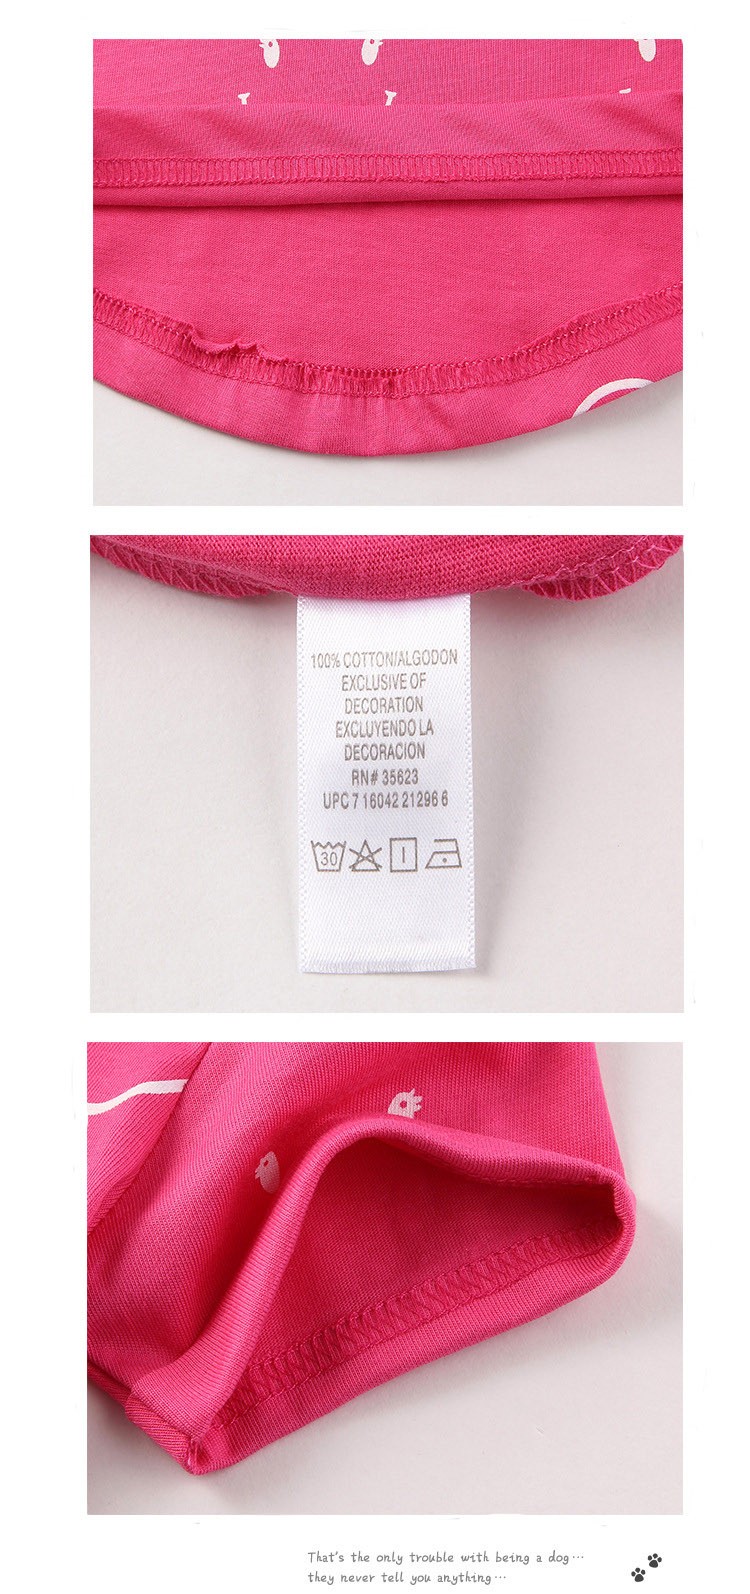 100% COTTON/ALGODON
EXCLUSIVE OF
DECORATION
EXCLUYENDO LA
DECORACION
RN# 35623
UPC 7 16042 21296 6
30
That's the only trouble with being a dog…
they never tell you anything…